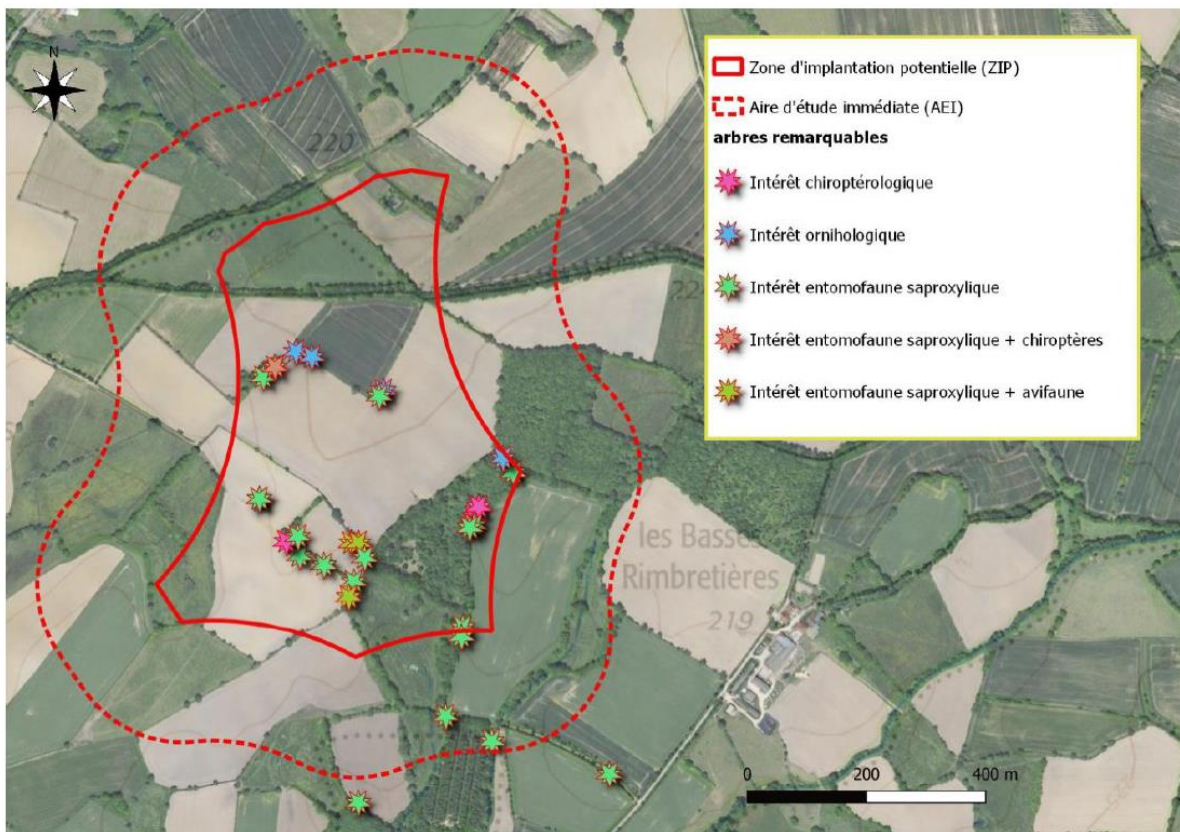 N
Zone d'implantation potentielle (ZIP)
Aire d'étude immédiate (AEI)
arbres remarquables
Intérêt chiroptérologique
Intérêt ornihologique
Intérêt entomofaune saproxylique
Intérêt entomofaune saproxylique + chiroptères
Intérêt entomofaune saproxylique + avifaune
220
les Basses
Rimbretières
219
0 200 400 m